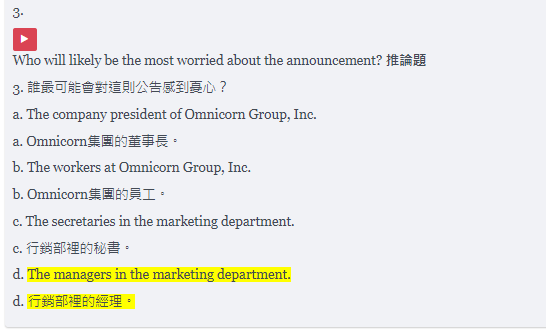 3.
Who will likely be the most worried about the announcement? 推論題
3. 誰最可能會對這則公告感到憂心？
a. The company president of Omnicorn Group, Inc.
a. Omnicorn集團的董事長。
b. The workers at Omnicorn Group, Inc.
b. Omnicorn集團的員工。
c. The secretaries in the marketing department.
c. 行銷部裡的秘書。
d. The managers in the marketing department.
d. 行銷部裡的經理。